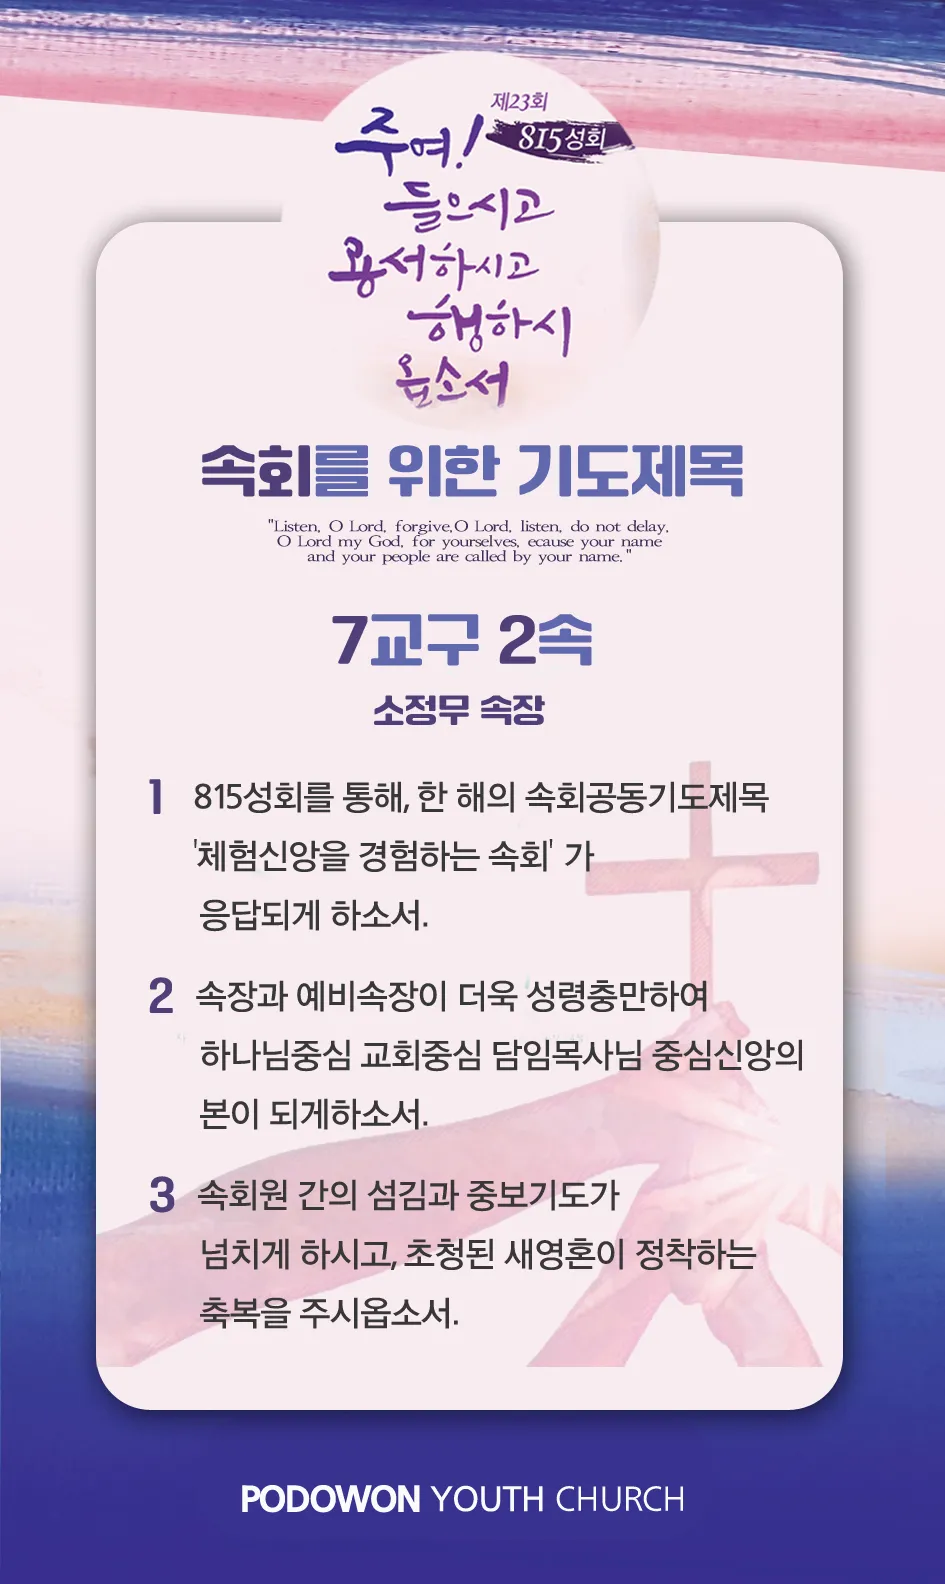 제23회
815성회
주여!
들으시고
용서하시고
행하시
옵소서
속회를 위한 기도제목
"Listen, O Lord, forgive,O Lord, listen, do not delay,
O Lord my God, for yourselves, ecause your name
and your people are called by your name."
7교구 2속
소정무 속장
1 815성회를 통해, 한 해의 속회공동기도제목
'체험신앙을 경험하는 속회' 가
응답되게 하소서.
2 속장과 예비속장이 더욱 성령충만하여
하나님중심 교회중심 담임목사님 중심신앙의
본이 되게하소서.
3 속회원 간의 섬김과 중보기도가
넘치게 하시고, 초청된 새영혼이 정착하는
축복을 주시옵소서.
PODOWON YOUTH CHURCH